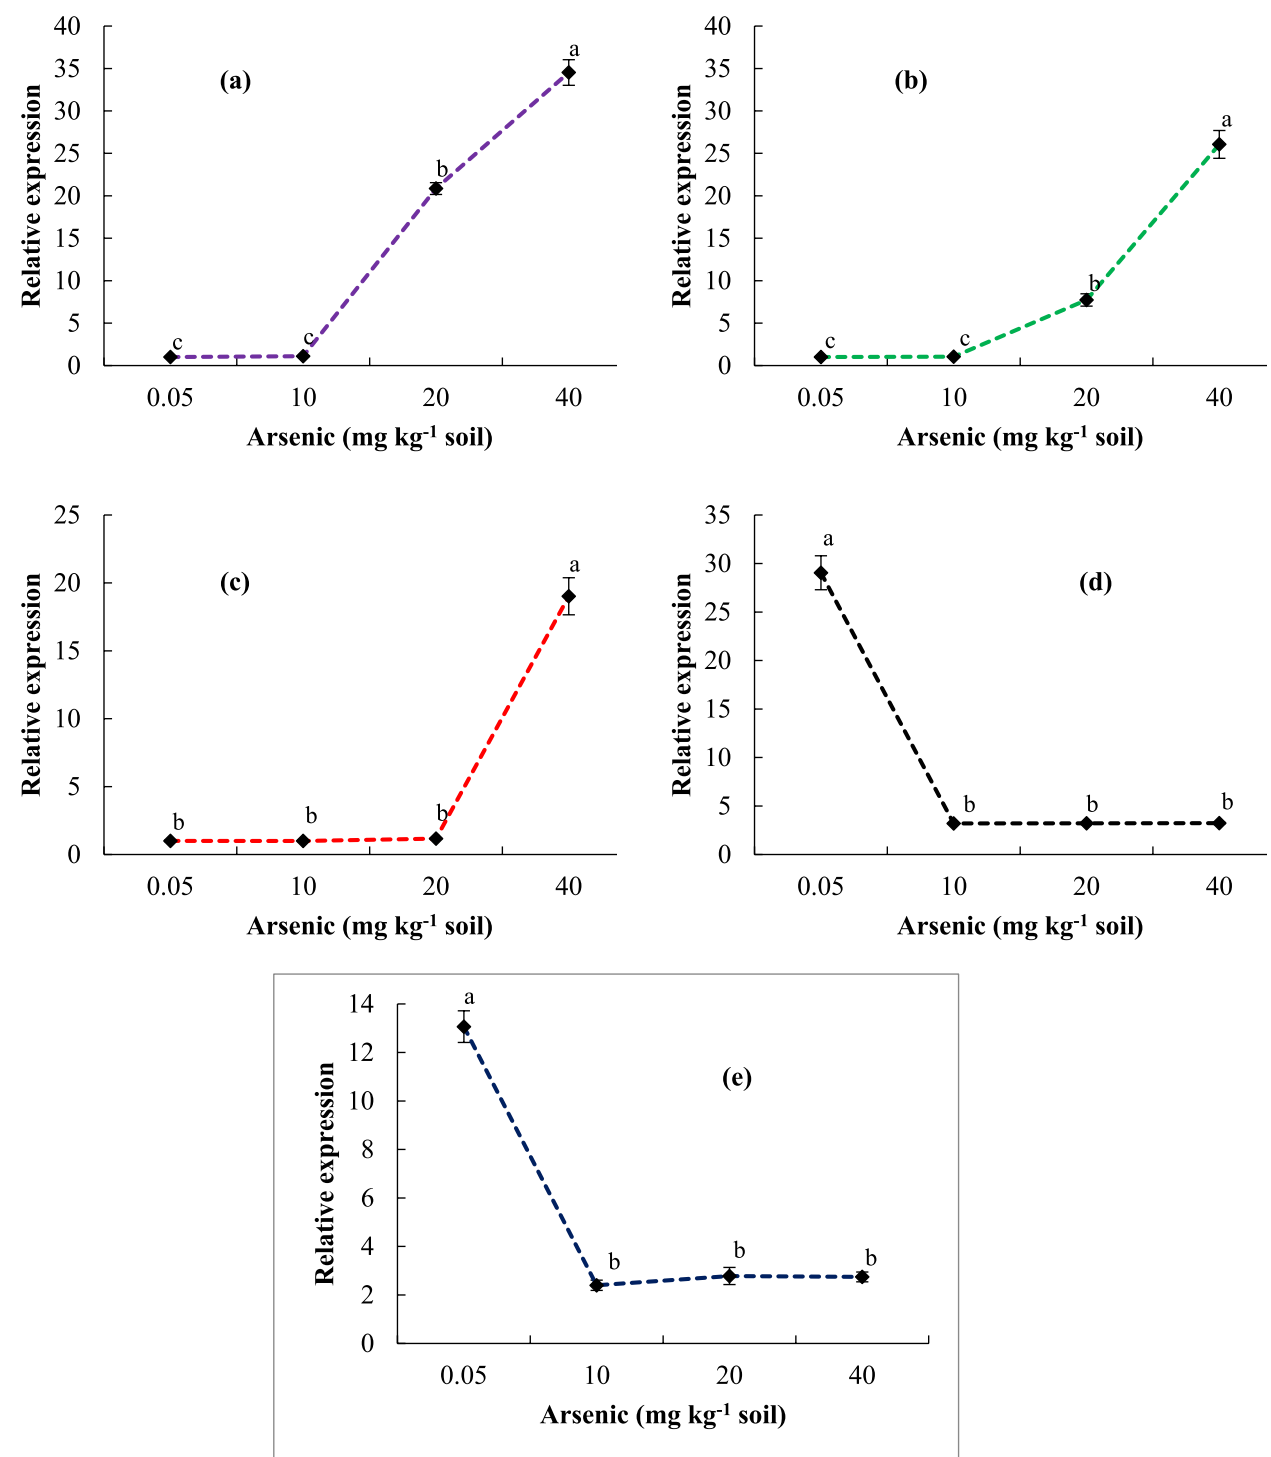 (a)
Relative expression
40
35
30
25
20
15
10
5
0
c
c
b
a
0.05 10 20 40
Arsenic (mg kg⁻¹ soil)
(b)
Relative expression
40
35
30
25
20
15
10
5
0
c
c
b
a
0.05 10 20 40
Arsenic (mg kg⁻¹ soil)
(c)
Relative expression
25
20
15
10
5
0
b
b
b
a
0.05 10 20 40
Arsenic (mg kg⁻¹ soil)
(d)
Relative expression
35
30
25
20
15
10
5
0
a
b
b
b
0.05 10 20 40
Arsenic (mg kg⁻¹ soil)
(e)
Relative expression
14
12
10
8
6
4
2
0
a
b
b
b
0.05 10 20 40
Arsenic (mg kg⁻¹ soil)